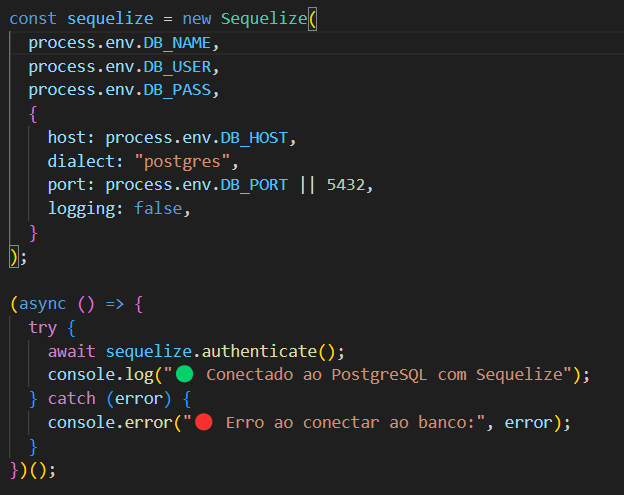 const sequelize = new Sequelize(
  process.env.DB_NAME,
  process.env.DB_USER,
  process.env.DB_PASS,
  {
    host: process.env.DB_HOST,
    dialect: "postgres",
    port: process.env.DB_PORT || 5432,
    logging: false,
  }
);

(async () => {
  try {
    await sequelize.authenticate();
    console.log("🟢 Conectado ao PostgreSQL com Sequelize");
  } catch (error) {
    console.error("🔴 Erro ao conectar ao banco:", error);
  }
})();